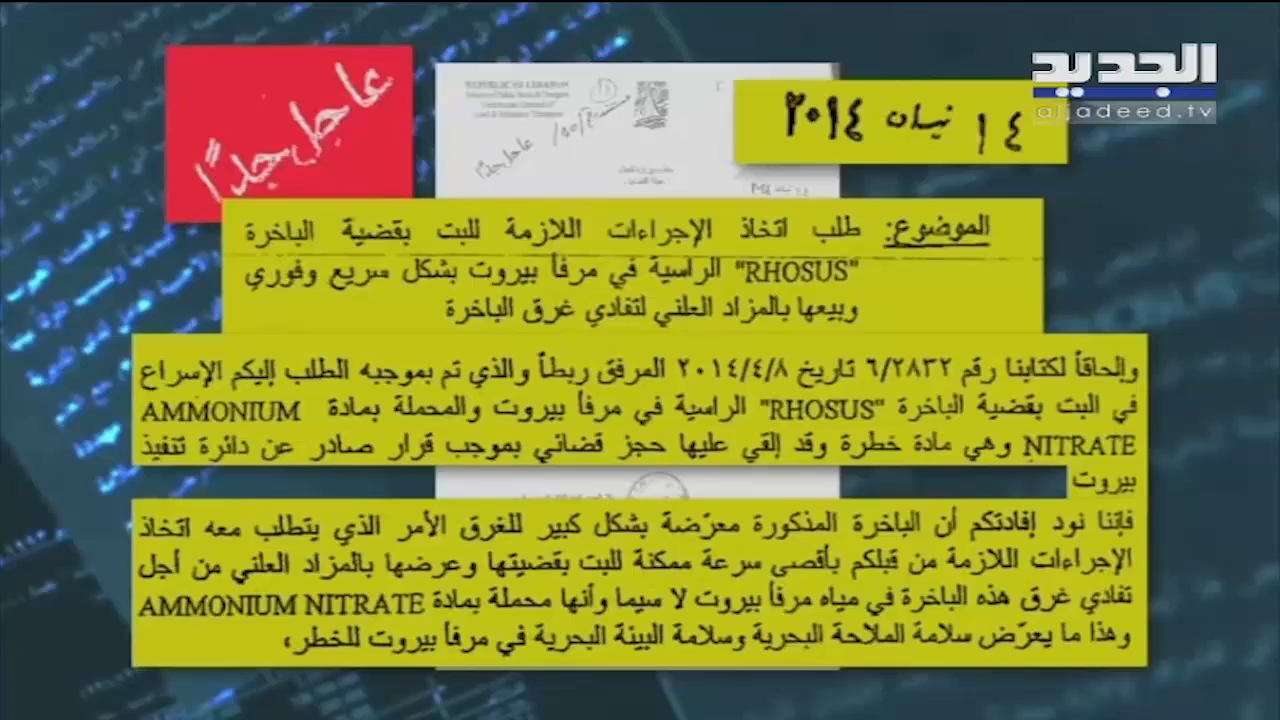 الجديد
aljadeed.tv
عاجل جداً
REPUBLIC OF LEBANON
عاجل جداً
١٤ نيسان ٢٠١٤
الموضوع: طلب اتخاذ الإجراءات اللازمة للبت بقضية الباخرة
"RHOSUS" الراسية في مرفأ بيروت بشكل سريع وفوري
وبيعها بالمزاد العلني لتفادي غرق الباخرة
وإلحاقاً لكتابنا رقم ٦/٢٨٣٢ تاريخ ٢٠١٤/٤/٨ المرفق ربطاً والذي تم بموجبه الطلب إليكم الإسراع
في البت بقضية الباخرة "RHOSUS" الراسية في مرفأ بيروت والمحملة بمادة AMMONIUM
NITRATE وهي مادة خطرة وقد إلقي عليها حجز قضائي بموجب قرار صادر عن دائرة تنفيذ
بيروت
فإننا نود إفادتكم أن الباخرة المذكورة معرّضة بشكل كبير للغرق الأمر الذي يتطلب معه اتخاذ
الإجراءات اللازمة من قبلكم بأقصى سرعة ممكنة للبت بقضيتها وعرضها بالمزاد العلني من أجل
تفادي غرق هذه الباخرة في مياه مرفأ بيروت لا سيما وأنها محملة بمادة AMMONIUM NITRATE
وهذا ما يعرّض سلامة الملاحة البحرية وسلامة البيئة البحرية في مرفأ بيروت للخطر،